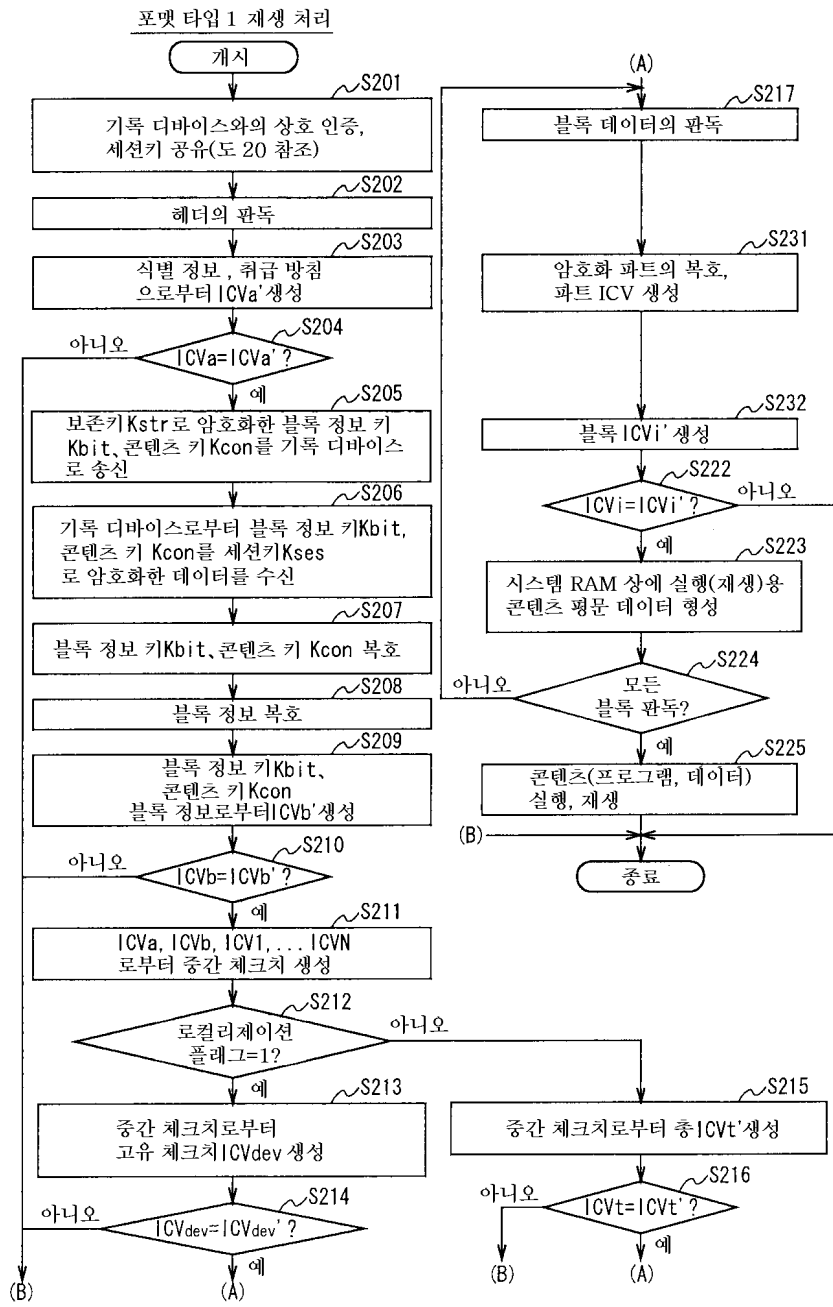 포맷 타입 1 재생 처리
개시
S201
기록 디바이스와의 상호 인증,
세션키 공유(도 20 참조)
S202
헤더의 판독
S203
식별 정보, 취급 방침
으로부터 ICVa' 생성
S204
ICVa=ICVa' ?
아니오
예
S205
보존키Kstr로 암호화한 블록 정보 키
Kbit、콘텐츠 키Kcon를 기록 디바이스
로 송신
S206
기록 디바이스로부터 블록 정보 키Kbit,
콘텐츠 키 Kcon를 세션키Kses
로 암호화한 데이터를 수신
S207
블록 정보 키Kbit、콘텐츠 키 Kcon 복호
S208
블록 정보 복호
S209
블록 정보 키Kbit、
콘텐츠 키Kcon
블록 정보로부터ICVb' 생성
S210
ICVb=ICVb' ?
아니오
예
S211
ICVa, ICVb, ICV1, ... ICVN
로부터 중간 체크치 생성
S212
로컬리제이션
플래그=1?
아니오
예
S213
중간 체크치로부터
고유 체크치ICVdev 생성
S214
ICVdev=ICVdev' ?
아니오
예
(B)
(A)
S215
중간 체크치로부터 총ICVt' 생성
S216
ICVt=ICVt' ?
아니오
예
(B)
(A)
(A)
S217
블록 데이터의 판독
S231
암호화 파트의 복호,
파트 ICV 생성
S232
블록ICVi' 생성
S222
ICVi=ICVi' ?
아니오
예
S223
시스템 RAM 상에 실행(재생)용
콘텐츠 평문 데이터 형성
S224
모든
블록 판독?
아니오
예
S225
콘텐츠(프로그램, 데이터)
실행, 재생
(B)
종료